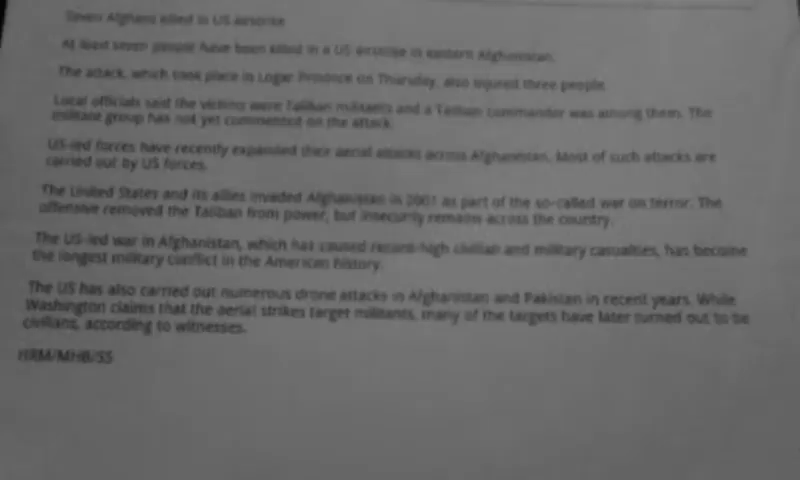 Seven Afghans killed in US airstrike
At least seven people have been killed in a US airstrike in eastern Afghanistan.
The attack, which took place in Logar Province on Thursday, also injured three people.
Local officials said the victims were Taliban militants and a Taliban commander was among them. The
militant group has not yet commented on the attack.
US-led forces have recently expanded their aerial attacks across Afghanistan. Most of such attacks are
carried out by US forces.
The United States and its allies invaded Afghanistan in 2001 as part of the so-called war on terror. The
offensive removed the Taliban from power, but insecurity remains across the country.
The US-led war in Afghanistan, which has caused record-high civilian and military casualties, has become
the longest military conflict in the American history.
The US has also carried out numerous drone attacks in Afghanistan and Pakistan in recent years. While
Washington claims that the aerial strikes target militants, many of the targets have later turned out to be
civilians, according to witnesses.
HRM/MHB/SS